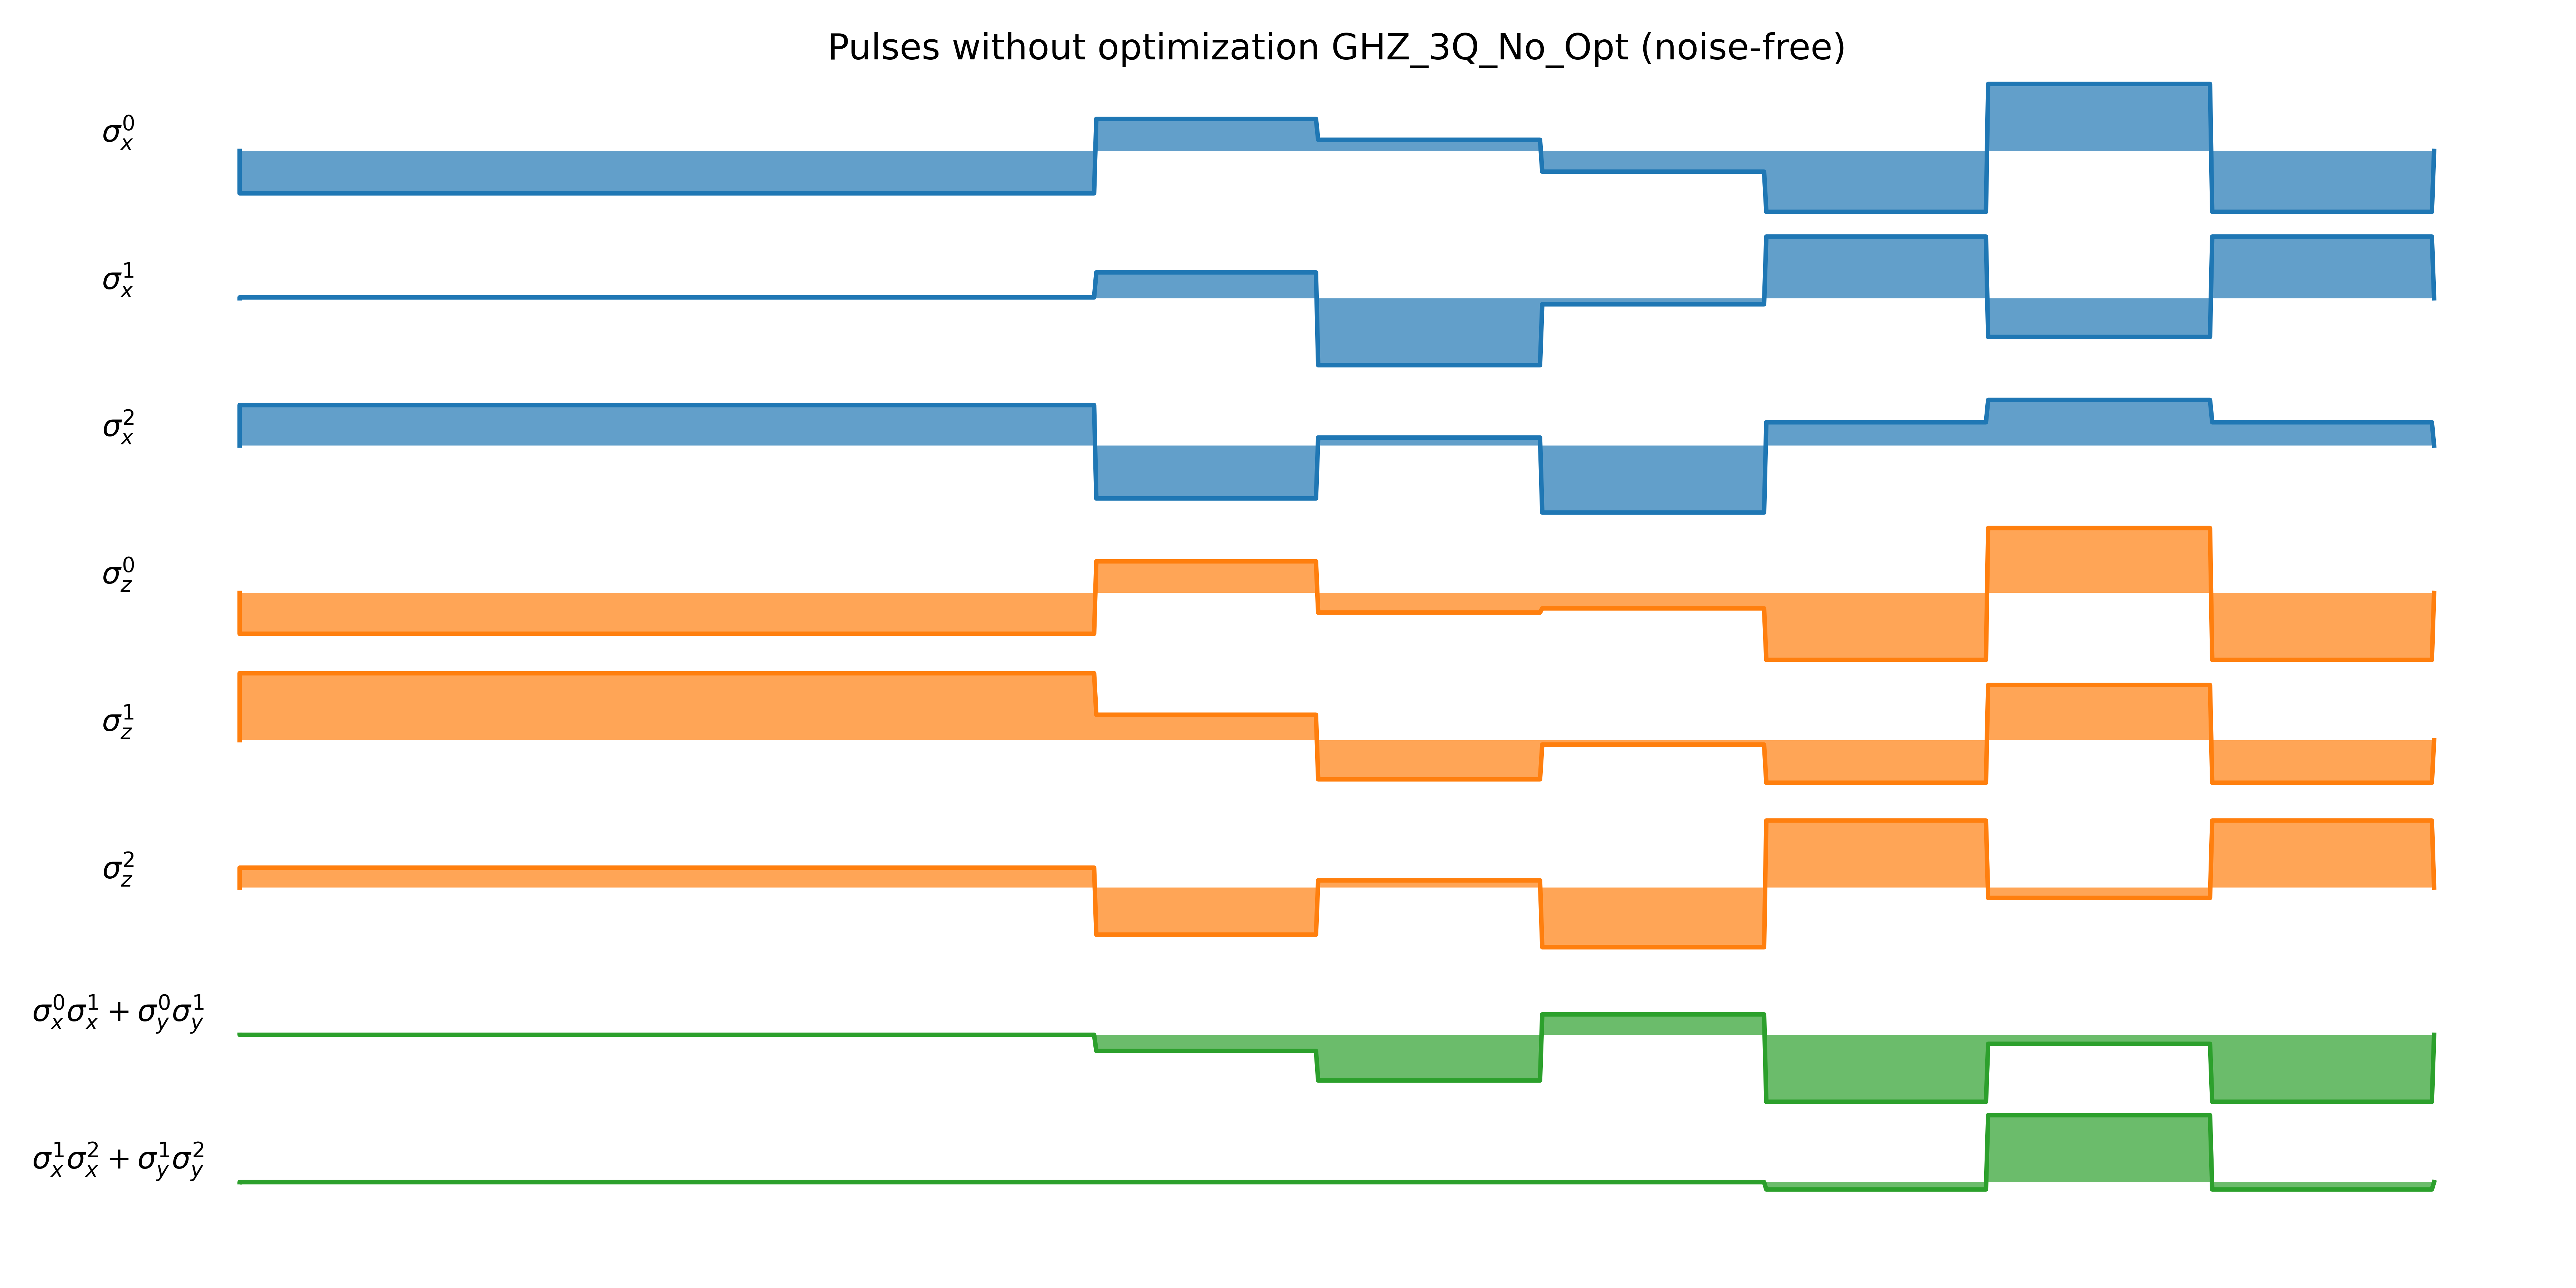 Pulses without optimization GHZ_3Q_No_Opt (noise-free)
σ_x^0
σ_x^1
σ_x^2
σ_z^0
σ_z^1
σ_z^2
σ_x^0σ_x^1 + σ_y^0σ_y^1
σ_x^1σ_x^2 + σ_y^1σ_y^2